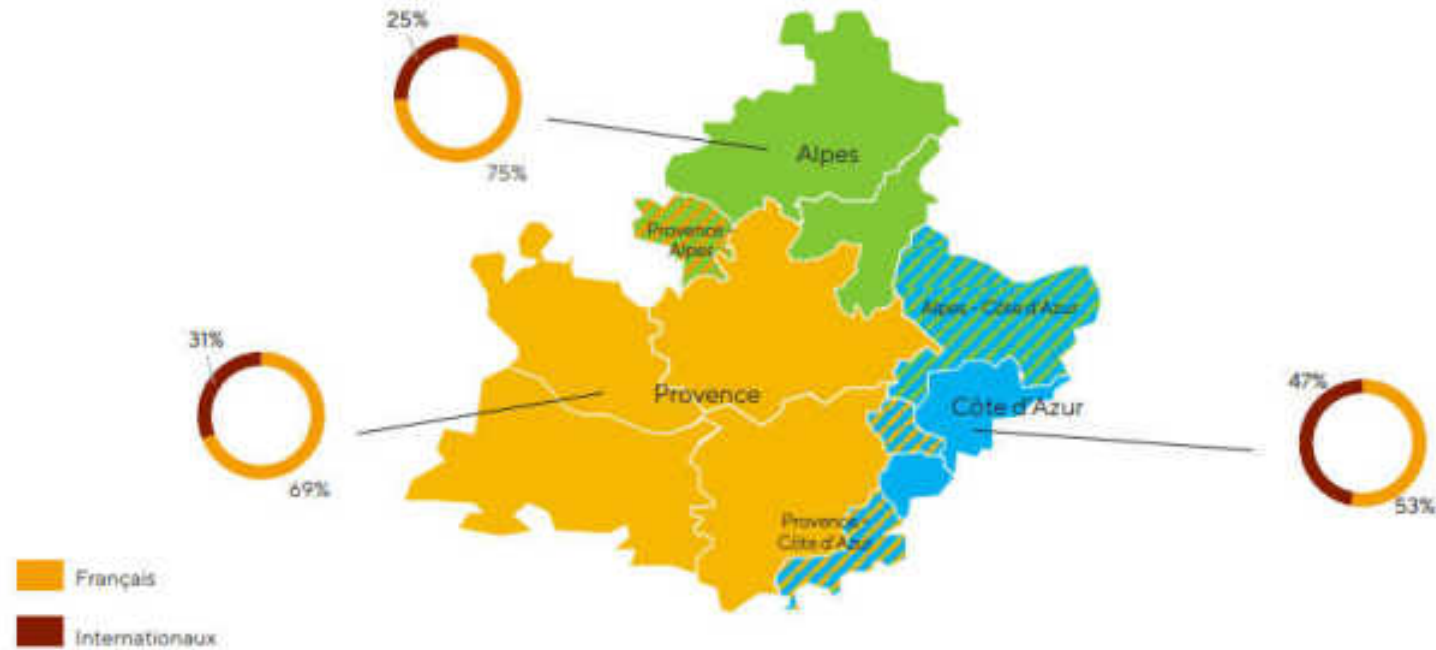 25%
75%
Alpes
Provence -
Alpes
Alpes - Côte d'Azur
31%
69%
Provence
Côte d'Azur
47%
53%
Provence -
Côte d'Azur
Français
Internationaux